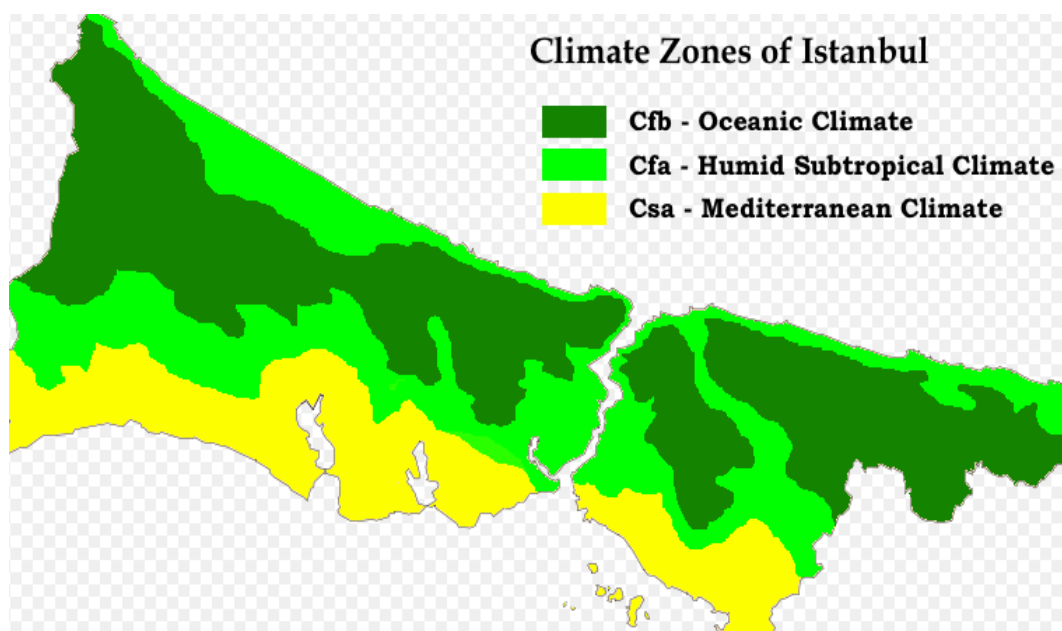 Climate Zones of Istanbul
Cfb - Oceanic Climate
Cfa - Humid Subtropical Climate
Csa - Mediterranean Climate